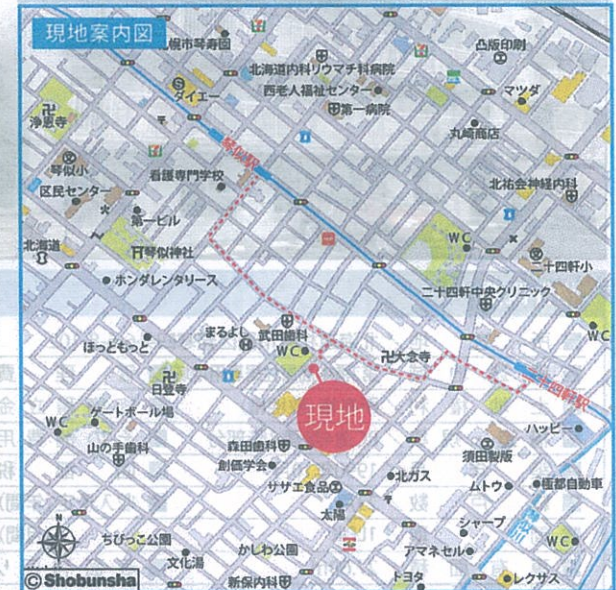 現地案内図
幌市琴寿園
凸版印刷
北海道内科リウマチ科病院
ダイエー
西老人福祉センター
マツダ
浄恩寺
第一病院
丸崎商店
琴似駅
琴似小
看護専門学校
区民センター
北祐会神経内科
第一ビル
WC
北海道
琴似神社
二十四軒小
ホンダレンタリース
二十四軒中央クリニック
WC
まるよし
武田歯科
ほっともっと
WC
大念寺
日登寺
二十四軒駅
現地
ゲートボール場
WC
ハッピー
山の手歯科
森田歯科
須田製版
創価学会
北ガス
サザエ食品
ムトウ
極都自動車
太陽
シャープ
ちびっこ公園
かしわ公園
アマネセル
WC
文化湯
新保内科
トヨタ
レクサス
N
©Shobunsha